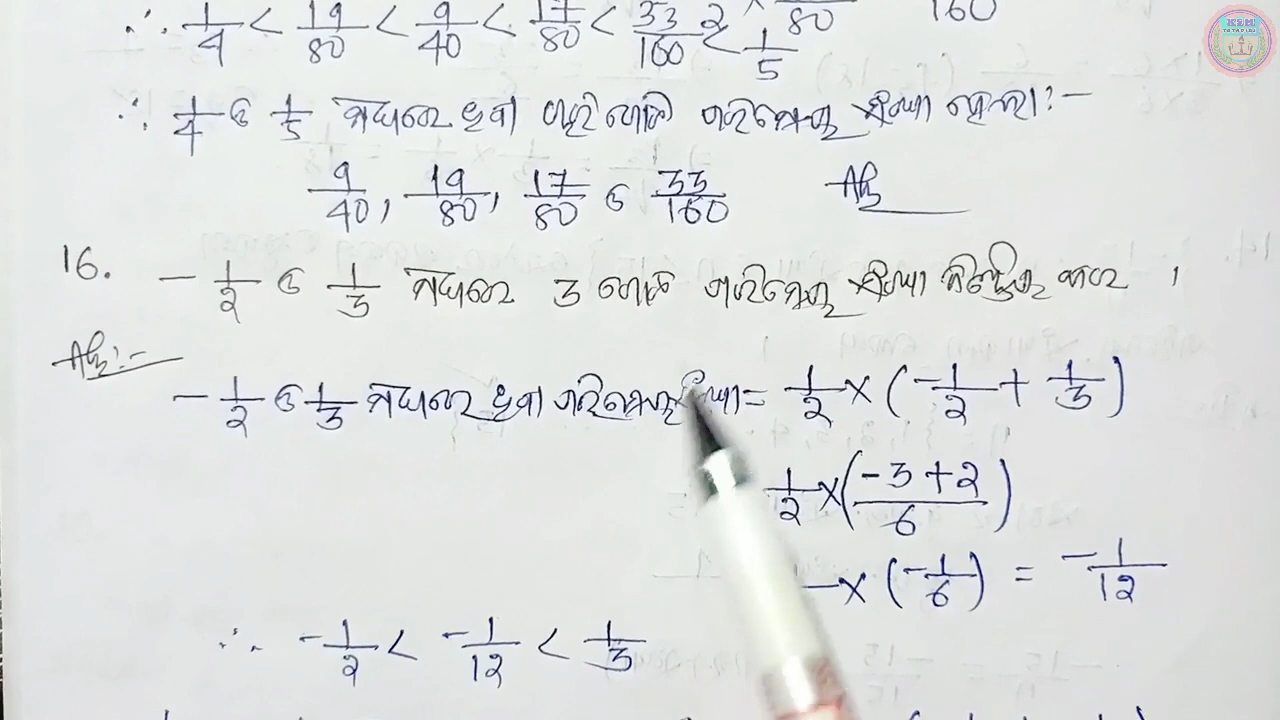 ∴ 1/4 < 19/80 < 9/40 < 17/80 < 33/160 < 1/5
∴ 1/4 ଓ 1/5 ମଧ୍ୟରେ ଥିବା ଚାରି ଗୋଟି ପରିମେୟ ସଂଖ୍ୟା ହେଲା :-
9/40, 19/80, 17/80 ଓ 33/160 Ans
16. -1/2 ଓ 1/3 ମଧ୍ୟରେ 3 ଗୋଟି ପରିମେୟ ସଂଖ୍ୟା ନିର୍ଣ୍ଣୟ କର ।
Ans:-
-1/2 ଓ 1/3 ମଧ୍ୟରେ ଥିବା ପରିମେୟ ସଂଖ୍ୟା = 1/2 × (-1/2 + 1/3)
1/2 × (-3+2/6)
× (-1/6) = -1/12
∴ -1/2 < -1/12 < 1/3